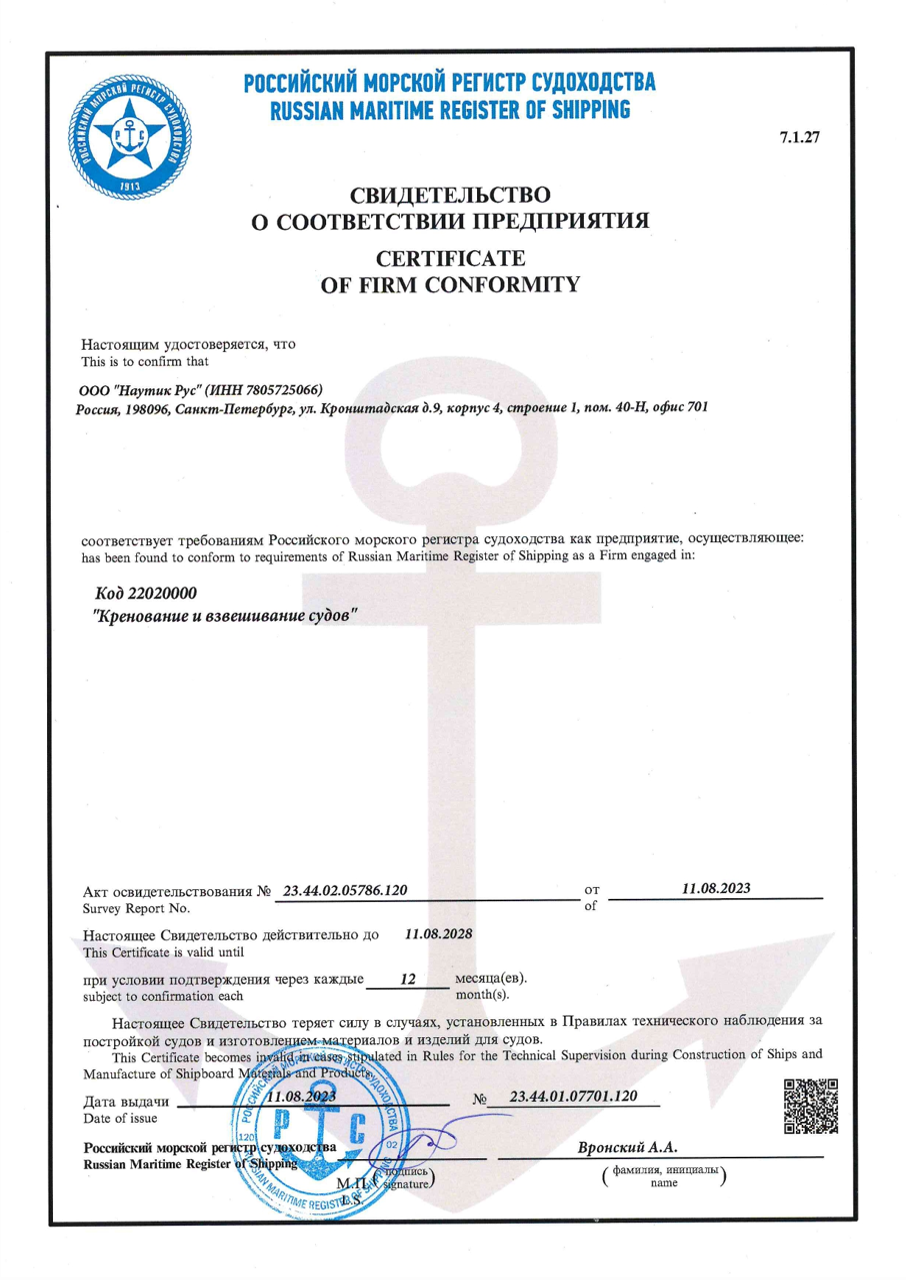 РОССИЙСКИЙ МОРСКОЙ РЕГИСТР СУДОХОДСТВА
RUSSIAN MARITIME REGISTER OF SHIPPING
РОССИЙСКИЙ МОРСКОЙ РЕГИСТР СУДОХОДСТВА
Р С
1913
7.1.27
СВИДЕТЕЛЬСТВО
О СООТВЕТСТВИИ ПРЕДПРИЯТИЯ
CERTIFICATE
OF FIRM CONFORMITY
Настоящим удостоверяется, что
This is to confirm that
ООО "Наутик Рус" (ИНН 7805725066)
Россия, 198096, Санкт-Петербург, ул. Кронштадская д.9, корпус 4, строение 1, пом. 40-Н, офис 701
соответствует требованиям Российского морского регистра судоходства как предприятие, осуществляющее:
has been found to conform to requirements of Russian Maritime Register of Shipping as a Firm engaged in:
Код 22020000
"Кренование и взвешивание судов"
Акт освидетельствования № 23.44.02.05786.120 от 11.08.2023
Survey Report No. of
Настоящее Свидетельство действительно до 11.08.2028
This Certificate is valid until
при условии подтверждения через каждые 12 месяца(ев).
subject to confirmation each month(s).
Настоящее Свидетельство теряет силу в случаях, установленных в Правилах технического наблюдения за
постройкой судов и изготовлением материалов и изделий для судов.
This Certificate becomes invalid in cases stipulated in Rules for the Technical Supervision during Construction of Ships and
Manufacture of Shipboard Materials and Products.
Дата выдачи 11.08.2023 № 23.44.01.07701.120
Date of issue
Российский морской регистр судоходства Вронский А.А.
Russian Maritime Register of Shipping
М.П. (подпись) (фамилия, инициалы)
L.S. signature name
РОССИЙСКИЙ МОРСКОЙ РЕГИСТР СУДОХОДСТВА
Р С
120 02
RUSSIAN MARITIME REGISTER OF SHIPPING